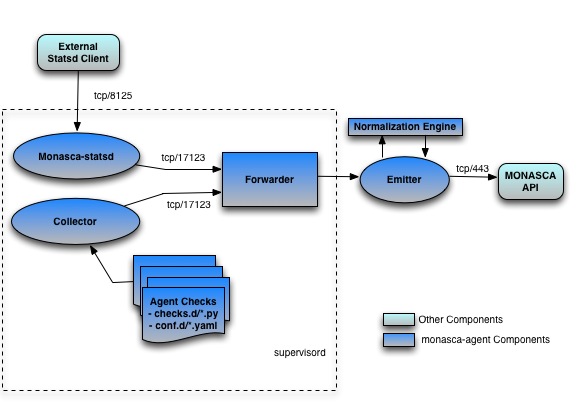 External
Statsd Client
tcp/8125
Normalization Engine
Monasca-statsd
tcp/17123
Forwarder
Emitter
tcp/443
MONASCA
API
Collector
tcp/17123
Agent Checks
- checks.d/*.py
- conf.d/*.yaml
supervisord
Other Components
monasca-agent Components